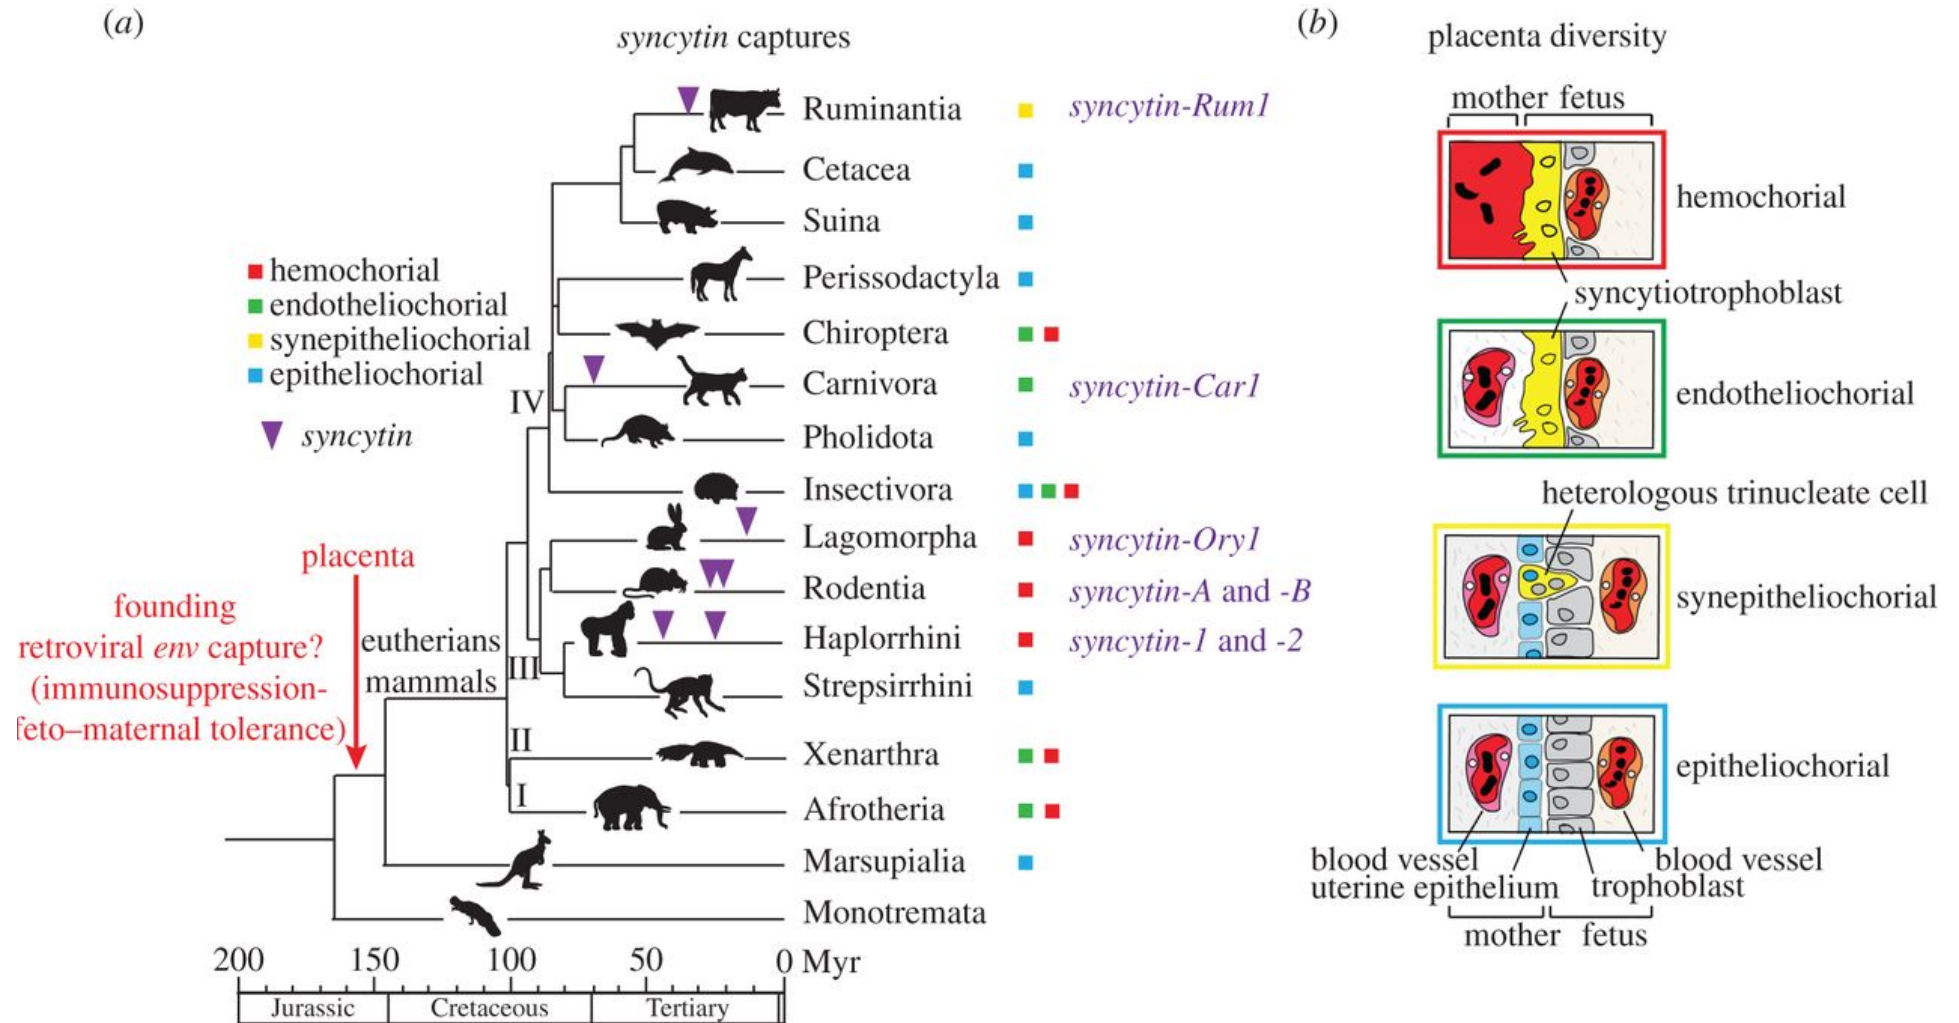 (a)
syncytin captures
Ruminantia
syncytin-Rum1
Cetacea
Suina
Perissodactyla
Chiroptera
Carnivora
syncytin-Car1
Pholidota
Insectivora
Lagomorpha
syncytin-Ory1
Rodentia
syncytin-A and -B
Haplorrhini
syncytin-1 and -2
Strepsirrhini
Xenarthra
Afrotheria
Marsupialia
Monotremata
hemochorial
endotheliochorial
synepitheliochorial
epitheliochorial
syncytin
IV
III
II
I
placenta
founding
retroviral env capture?
(immunosuppression-
feto–maternal tolerance)
eutherians
mammals
200 150 100 50 0 Myr
Jurassic Cretaceous Tertiary
(b)
placenta diversity
mother fetus
hemochorial
syncytiotrophoblast
endotheliochorial
heterologous trinucleate cell
synepitheliochorial
epitheliochorial
blood vessel
uterine epithelium
blood vessel
trophoblast
mother fetus